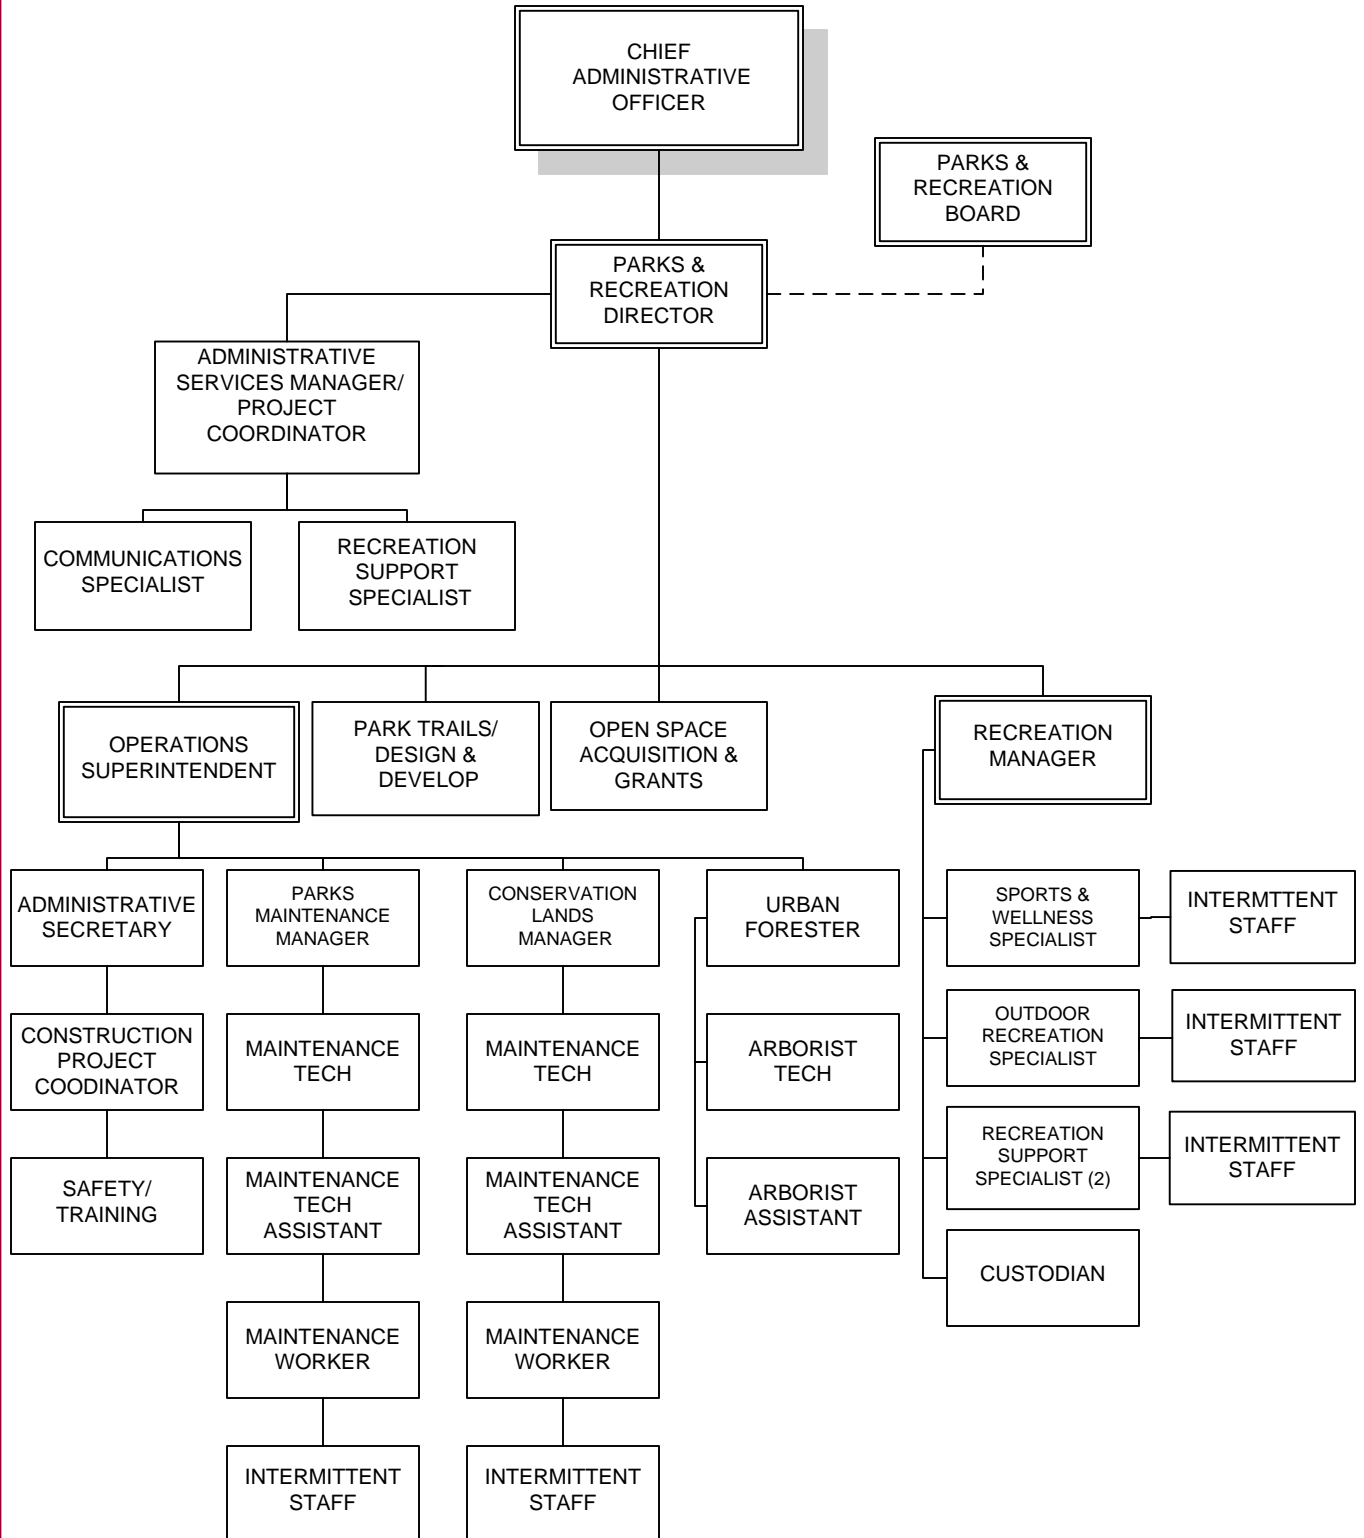 CHIEF
ADMINISTRATIVE
OFFICER
PARKS &
RECREATION
BOARD
PARKS &
RECREATION
DIRECTOR
ADMINISTRATIVE
SERVICES MANAGER/
PROJECT
COORDINATOR
COMMUNICATIONS
SPECIALIST
RECREATION
SUPPORT
SPECIALIST
OPERATIONS
SUPERINTENDENT
PARK TRAILS/
DESIGN &
DEVELOP
OPEN SPACE
ACQUISITION &
GRANTS
RECREATION
MANAGER
ADMINISTRATIVE
SECRETARY
PARKS
MAINTENANCE
MANAGER
CONSERVATION
LANDS
MANAGER
URBAN
FORESTER
SPORTS &
WELLNESS
SPECIALIST
INTERMTTENT
STAFF
CONSTRUCTION
PROJECT
COODINATOR
MAINTENANCE
TECH
MAINTENANCE
TECH
ARBORIST
TECH
OUTDOOR
RECREATION
SPECIALIST
INTERMITTENT
STAFF
SAFETY/
TRAINING
MAINTENANCE
TECH
ASSISTANT
MAINTENANCE
TECH
ASSISTANT
ARBORIST
ASSISTANT
RECREATION
SUPPORT
SPECIALIST (2)
INTERMITTENT
STAFF
CUSTODIAN
MAINTENANCE
WORKER
MAINTENANCE
WORKER
INTERMITTENT
STAFF
INTERMITTENT
STAFF